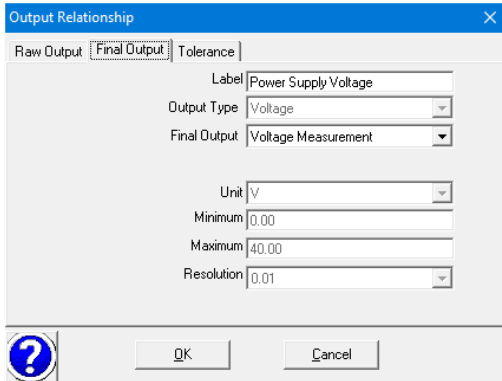 Output Relationship
Raw Output Final Output Tolerance
Label Power Supply Voltage
Output Type Voltage
Final Output Voltage Measurement
Unit V
Minimum 0.00
Maximum 40.00
Resolution 0.01
? OK Cancel